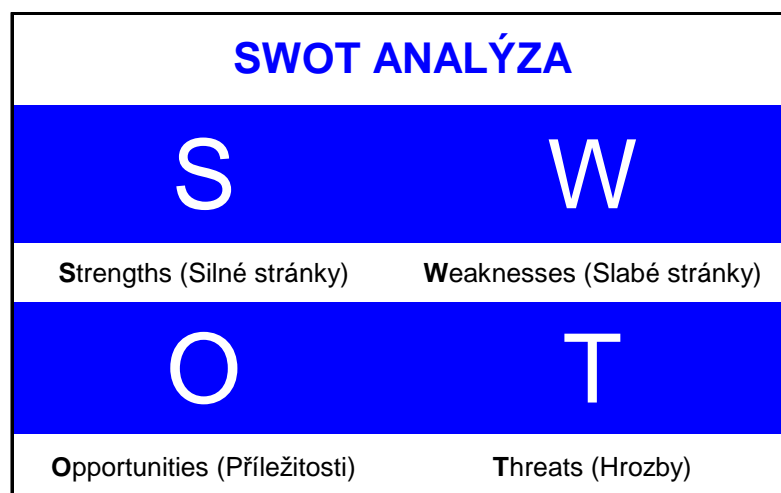 SWOT ANALÝZA
S W
Strengths (Silné stránky) Weaknesses (Slabé stránky)
O T
Opportunities (Příležitosti) Threats (Hrozby)